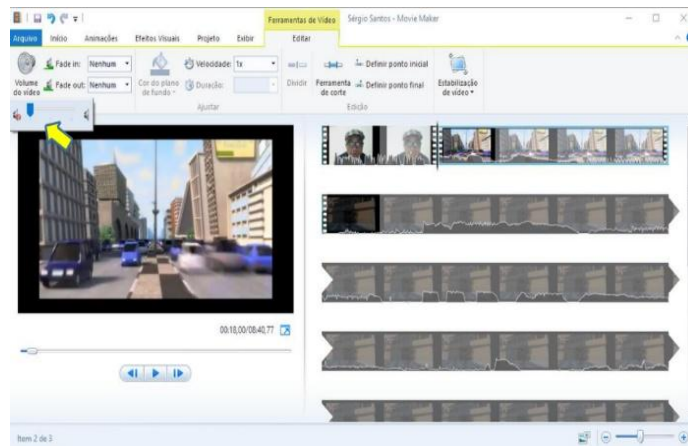 Ferramentas de Vídeo Sérgio Santos - Movie Maker
Arquivo Início Animações Efeitos Visuais Projeto Exibir Editar
Volume do vídeo
Fade in: Nenhum
Fade out: Nenhum
Cor do plano de fundo
Velocidade: 1x
Duração:
Ajustar
Dividir
Ferramenta de corte
Definir ponto inicial
Definir ponto final
Edição
Estabilização de vídeo
00:18,00/08:40,77
Item 2 de 3